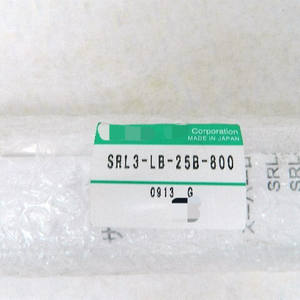 Corporation
MADE IN JAPAN
SRL3-LB-25B-800
0913 G
SRL
SRL